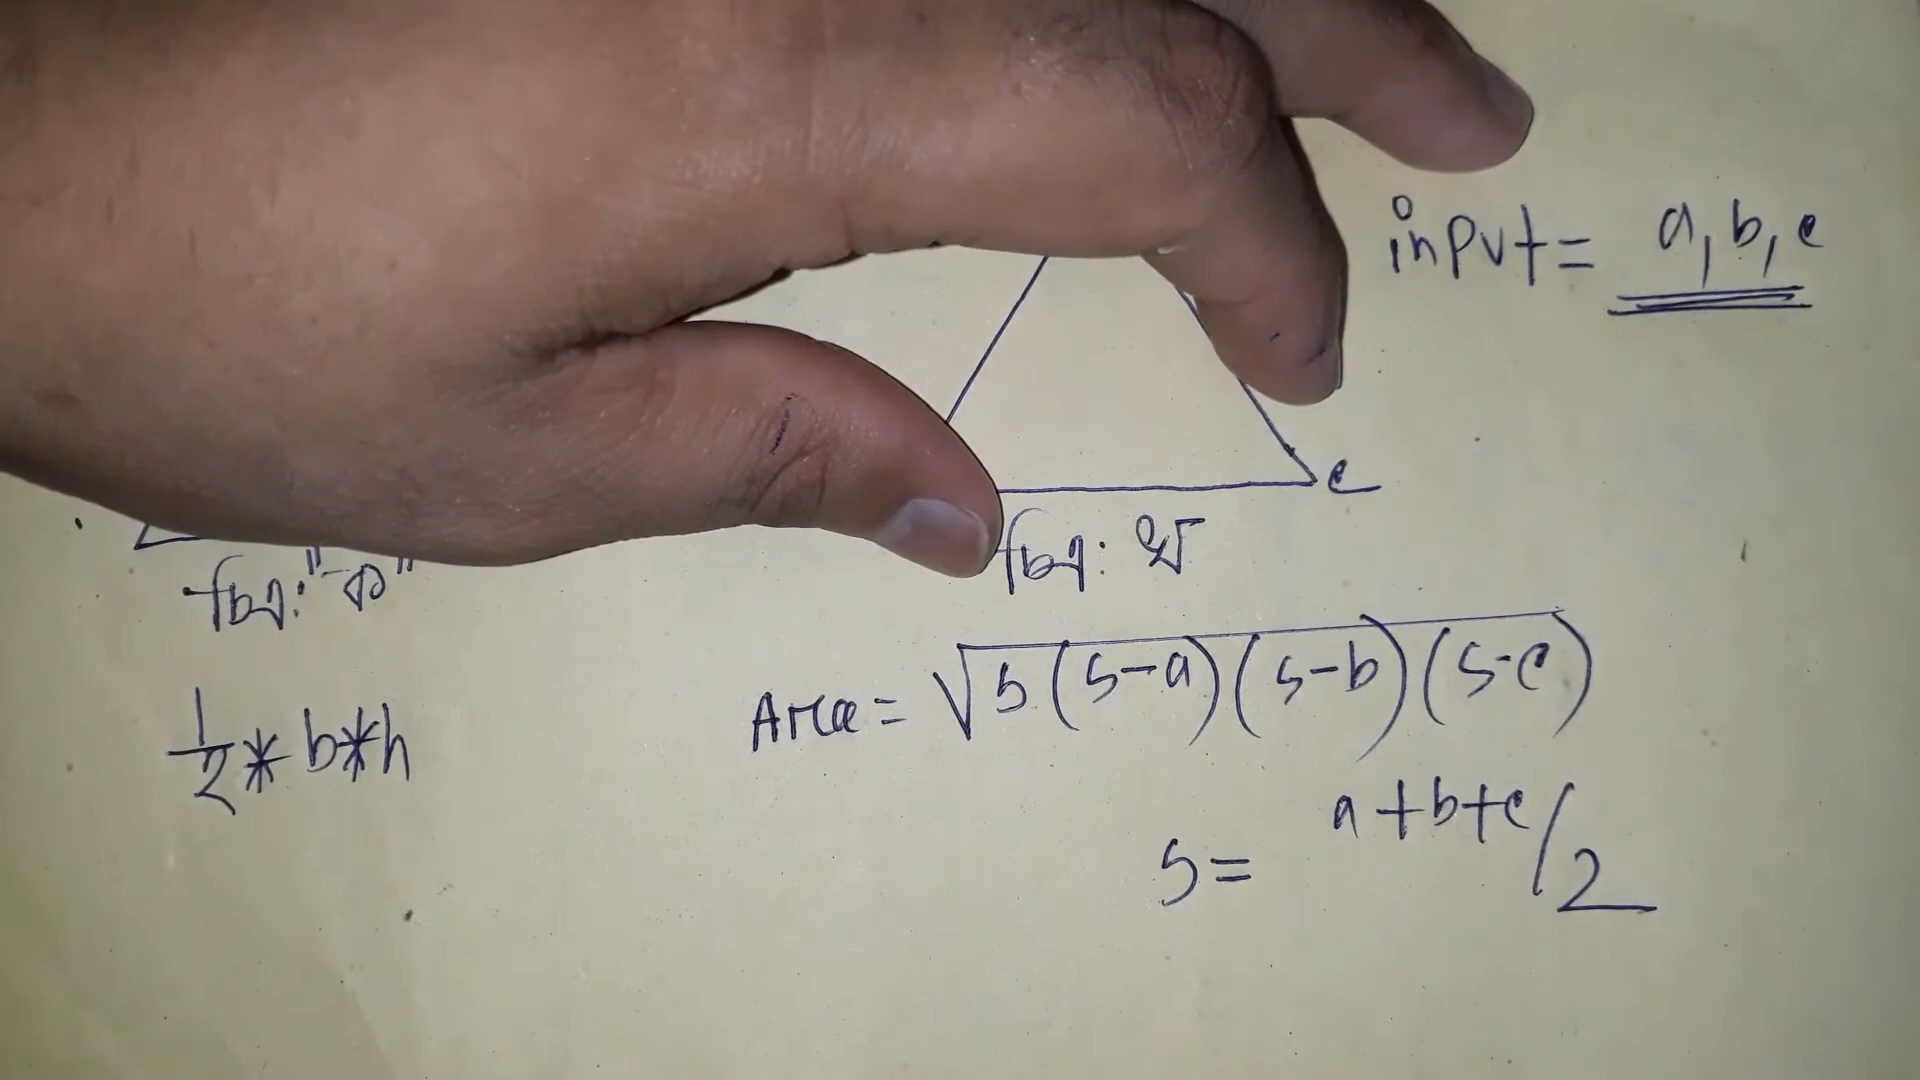 input = a, b, c
c
চিত্র: "ক"
চিত্র: খ
1/2 * b * h
Area = √s(s-a)(s-b)(s-c)
s = a+b+c/2